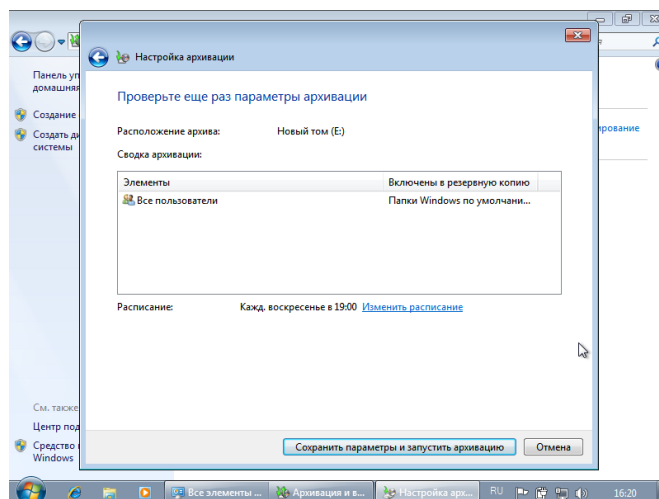 Настройка архивации
Панель уп
домашняя
Проверьте еще раз параметры архивации
Создание
Создать ди
системы
Расположение архива: Новый том (E:)
ирование
Сводка архивации:
Элементы Включены в резервную копию
Все пользователи Папки Windows по умолчани...
Расписание: Кажд. воскресенье в 19:00 Изменить расписание
См. также
Центр под
Средство
Windows
Сохранить параметры и запустить архивацию Отмена
Все элементы ... Архивация и в... Настройка арх... RU 16:20